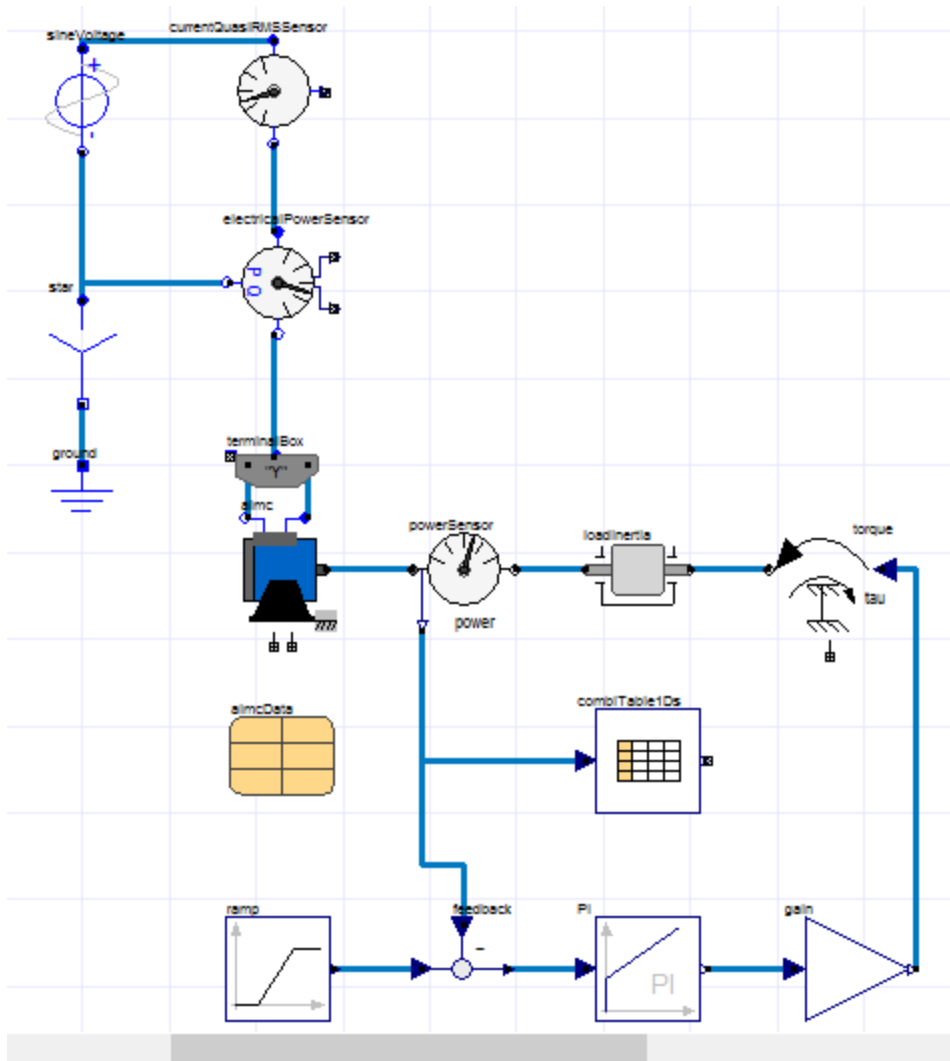 sineVoltage
currentQuasiRMSSensor
+
-
electricalPowerSensor
P Q
star
ground
terminalBox
"Y"
aimc
powerSensor
power
loadInertia
torque
tau
aimcData
combiTable1Ds
ramp
feedback
-
PI
PI
gain